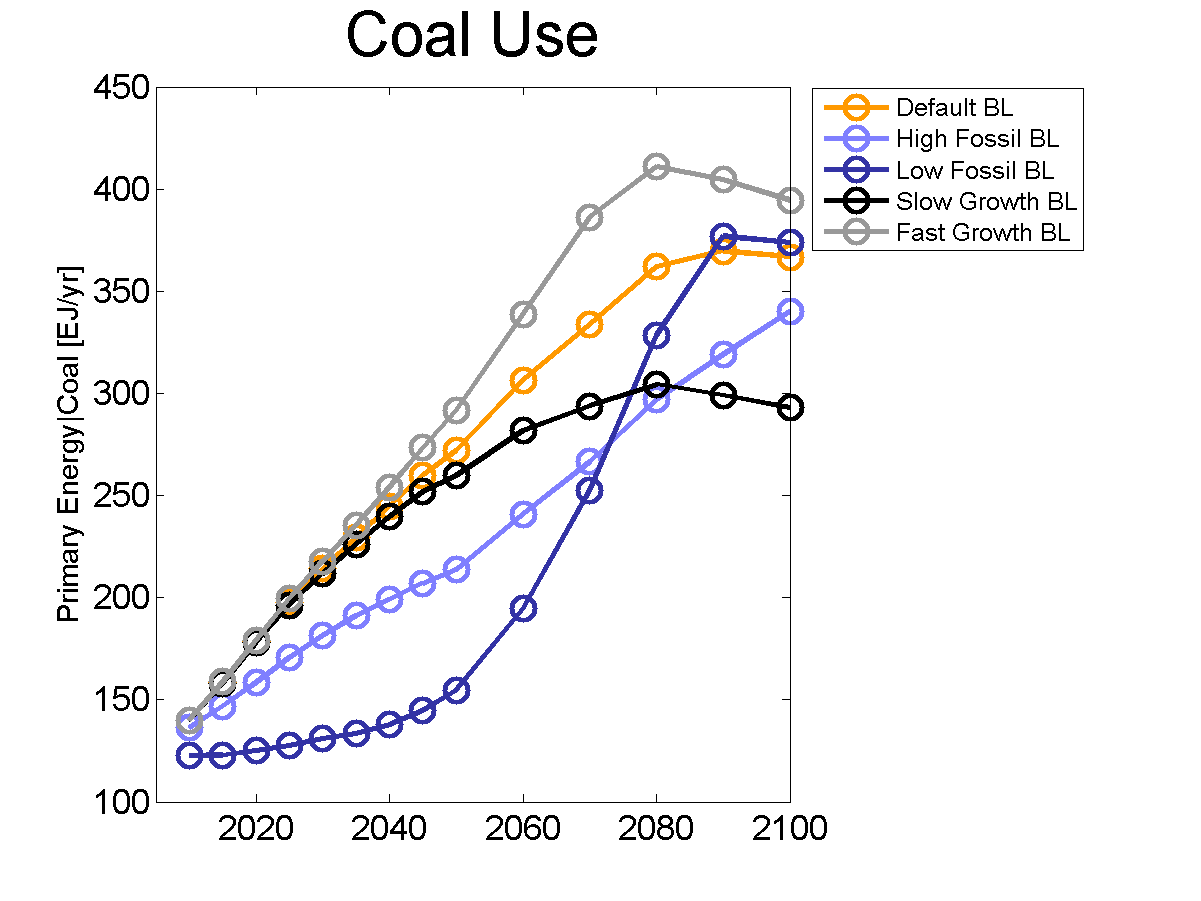 Coal Use
Primary Energy|Coal [EJ/yr]
450
400
350
300
250
200
150
100
2020
2040
2060
2080
2100
Default BL
High Fossil BL
Low Fossil BL
Slow Growth BL
Fast Growth BL